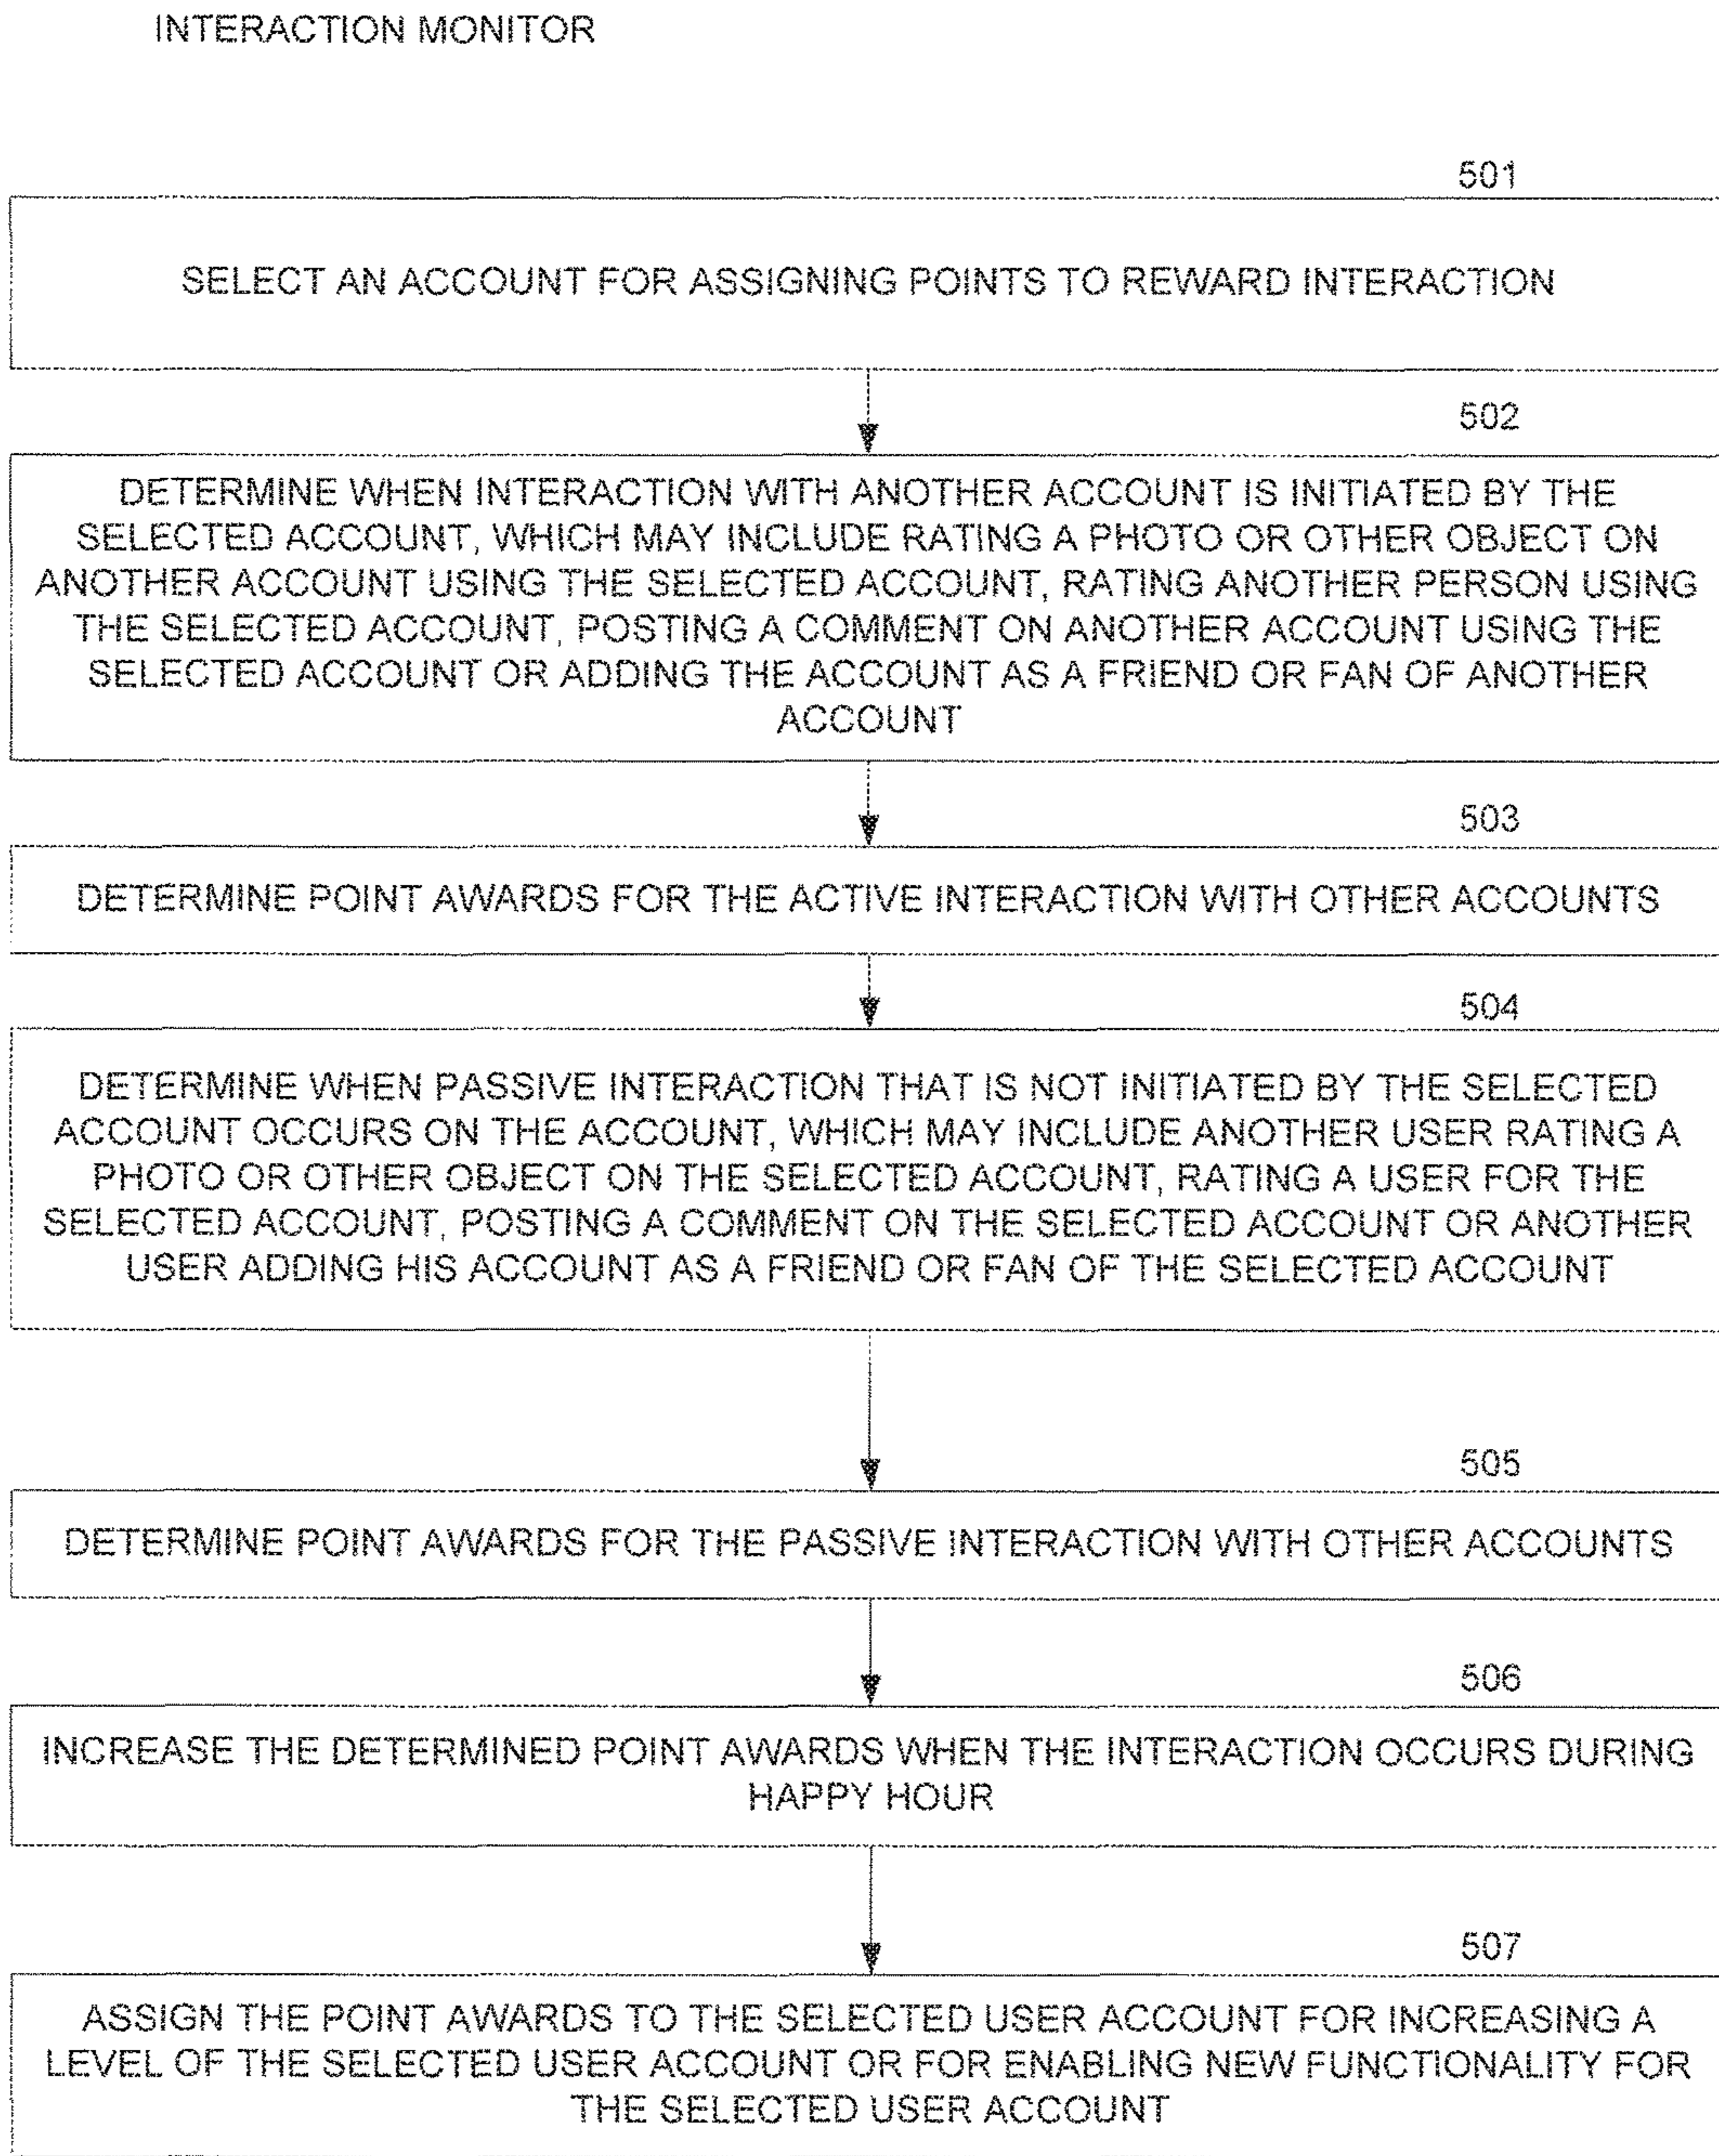 INTERACTION MONITOR
501
SELECT AN ACCOUNT FOR ASSIGNING POINTS TO REWARD INTERACTION
502
DETERMINE WHEN INTERACTION WITH ANOTHER ACCOUNT IS INITIATED BY THE
SELECTED ACCOUNT, WHICH MAY INCLUDE RATING A PHOTO OR OTHER OBJECT ON
ANOTHER ACCOUNT USING THE SELECTED ACCOUNT, RATING ANOTHER PERSON USING
THE SELECTED ACCOUNT, POSTING A COMMENT ON ANOTHER ACCOUNT USING THE
SELECTED ACCOUNT OR ADDING THE ACCOUNT AS A FRIEND OR FAN OF ANOTHER
ACCOUNT
503
DETERMINE POINT AWARDS FOR THE ACTIVE INTERACTION WITH OTHER ACCOUNTS
504
DETERMINE WHEN PASSIVE INTERACTION THAT IS NOT INITIATED BY THE SELECTED
ACCOUNT OCCURS ON THE ACCOUNT, WHICH MAY INCLUDE ANOTHER USER RATING A
PHOTO OR OTHER OBJECT ON THE SELECTED ACCOUNT, RATING A USER FOR THE
SELECTED ACCOUNT, POSTING A COMMENT ON THE SELECTED ACCOUNT OR ANOTHER
USER ADDING HIS ACCOUNT AS A FRIEND OR FAN OF THE SELECTED ACCOUNT
505
DETERMINE POINT AWARDS FOR THE PASSIVE INTERACTION WITH OTHER ACCOUNTS
506
INCREASE THE DETERMINED POINT AWARDS WHEN THE INTERACTION OCCURS DURING
HAPPY HOUR
507
ASSIGN THE POINT AWARDS TO THE SELECTED USER ACCOUNT FOR INCREASING A
LEVEL OF THE SELECTED USER ACCOUNT OR FOR ENABLING NEW FUNCTIONALITY FOR
THE SELECTED USER ACCOUNT